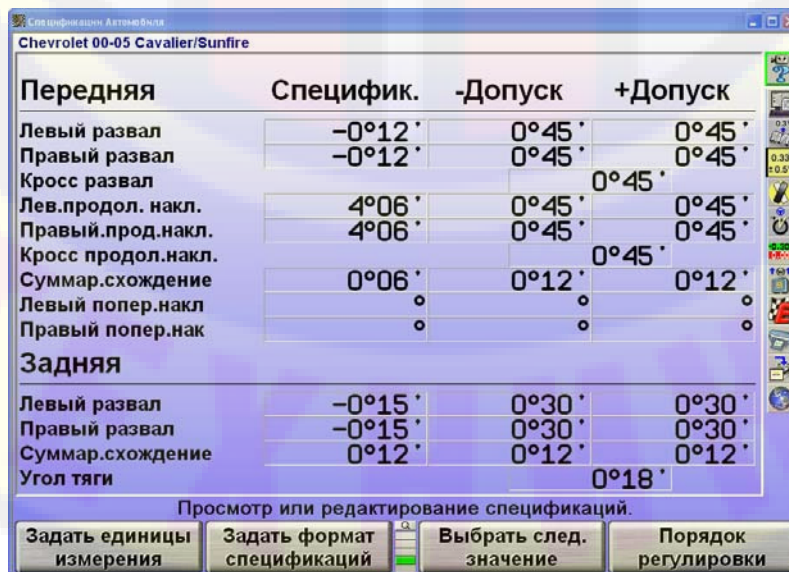 Спецификации Автомобиля
Chevrolet 00-05 Cavalier/Sunfire
Передняя Специфик. -Допуск +Допуск
Левый развал -0°12' 0°45' 0°45'
Правый развал -0°12' 0°45' 0°45'
Кросс развал 0°45'
Лев.продол. накл. 4°06' 0°45' 0°45'
Правый.прод.накл. 4°06' 0°45' 0°45'
Кросс продол.накл. 0°45'
Суммар.схождение 0°06' 0°12' 0°12'
Левый попер.накл ° ° °
Правый попер.нак ° ° °
Задняя
Левый развал -0°15' 0°30' 0°30'
Правый развал -0°15' 0°30' 0°30'
Суммар.схождение 0°12' 0°12' 0°12'
Угол тяги 0°18'
Просмотр или редактирование спецификаций.
Задать единицы измерения
Задать формат спецификаций
Выбрать след. значение
Порядок регулировки